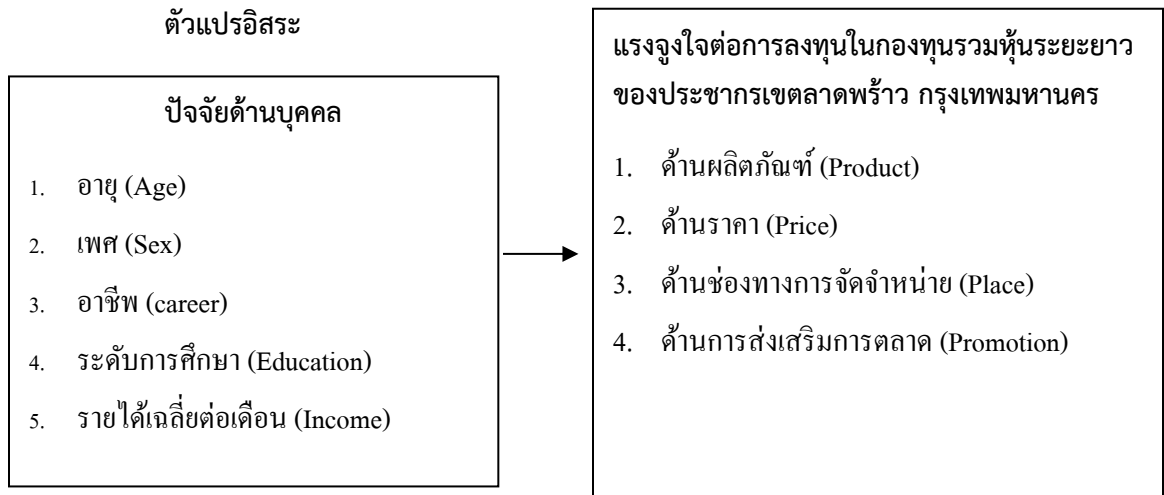 ตัวแปรอิสระ
ปัจจัยด้านบุคคล
1. อายุ (Age)
2. เพศ (Sex)
3. อาชีพ (career)
4. ระดับการศึกษา (Education)
5. รายได้เฉลี่ยต่อเดือน (Income)
แรงจูงใจต่อการลงทุนในกองทุนรวมหุ้นระยะยาว
ของประชากรเขตลาดพร้าว กรุงเทพมหานคร
1. ด้านผลิตภัณฑ์ (Product)
2. ด้านราคา (Price)
3. ด้านช่องทางการจัดจำหน่าย (Place)
4. ด้านการส่งเสริมการตลาด (Promotion)